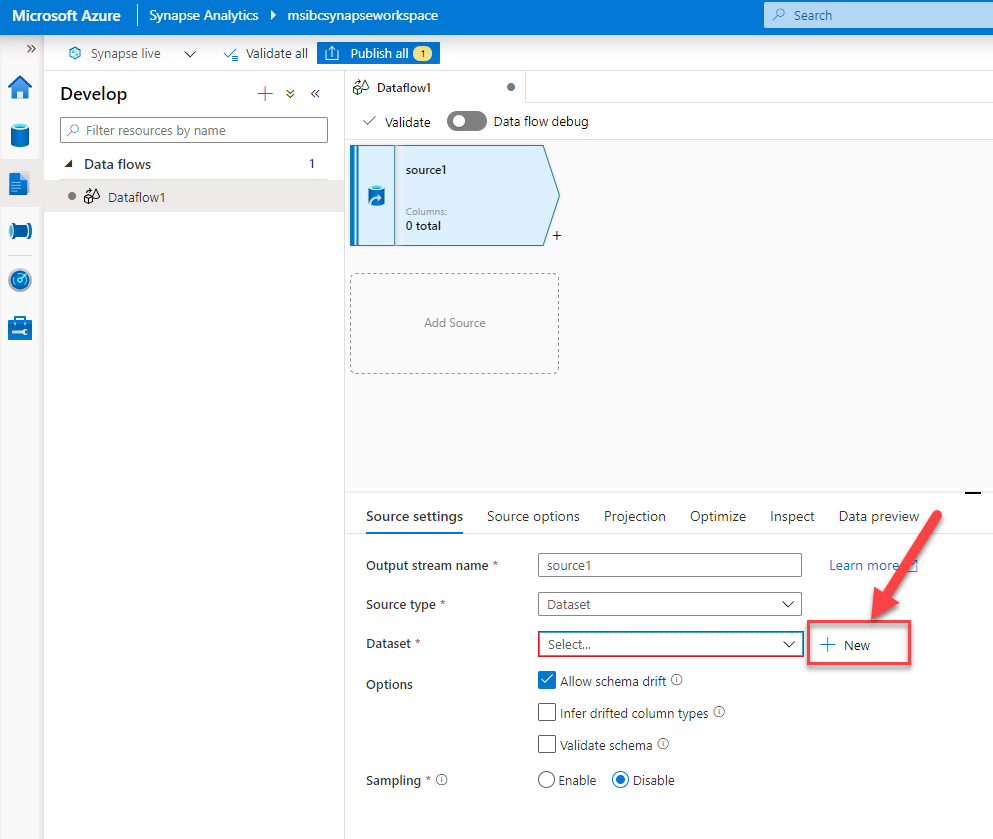 Microsoft Azure
Synapse Analytics
msibcsynapseworkspace
Search
Synapse live
Validate all
Publish all 1
Develop
Filter resources by name
Data flows 1
Dataflow1
Dataflow1
Validate
Data flow debug
source1
Columns:
0 total
+
Add Source
Source settings
Source options
Projection
Optimize
Inspect
Data preview
Output stream name *
source1
Learn more
Source type *
Dataset
Dataset *
Select...
New
Options
Allow schema drift
Infer drifted column types
Validate schema
Sampling *
Enable
Disable